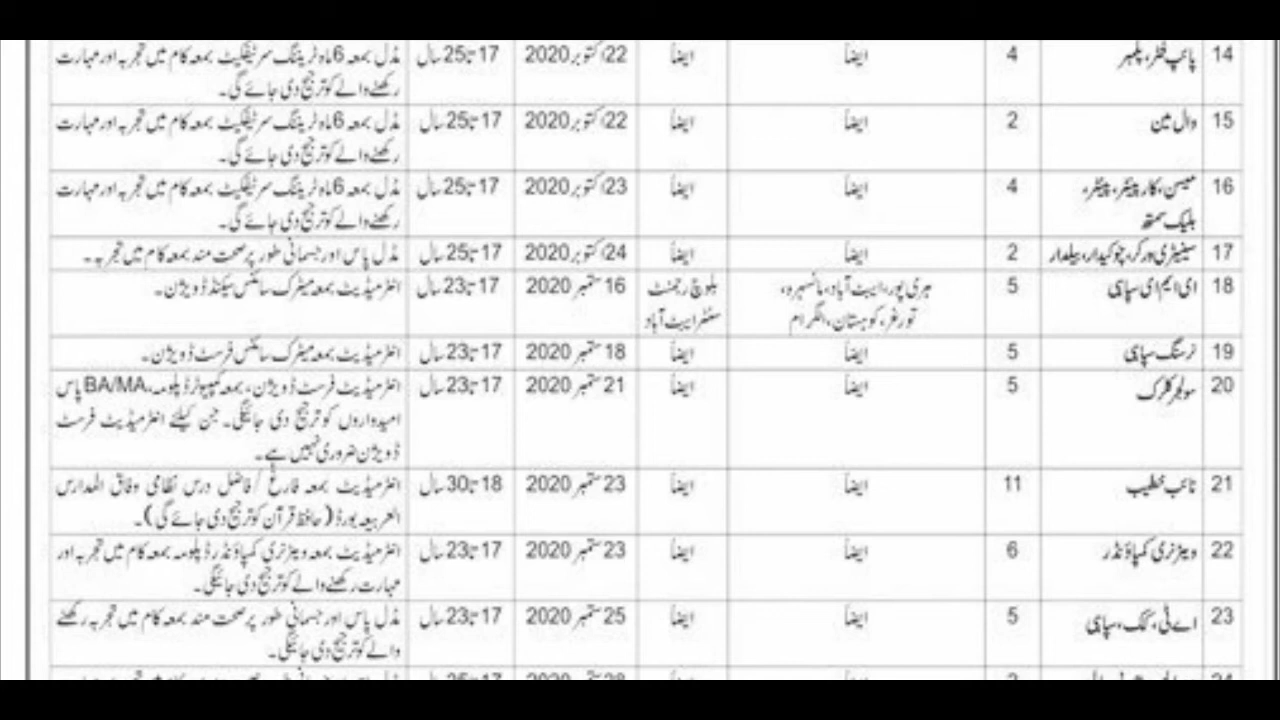 14 پائپ فٹر، پلمبر 4 ایضاً ایضاً 22 اکتوبر 2020 17 تا 25 سال مڈل بمعہ 6 ماہ ٹریننگ سرٹیفکیٹ بمعہ کام میں تجربہ اور مہارت
رکھنے والے کو ترجیح دی جائے گی۔
15 وال مین 2 ایضاً ایضاً 22 اکتوبر 2020 17 تا 25 سال مڈل بمعہ 6 ماہ ٹریننگ سرٹیفکیٹ بمعہ کام میں تجربہ اور مہارت
رکھنے والے کو ترجیح دی جائے گی۔
16 میسن، کارپینٹر، پینٹر، 4 ایضاً ایضاً 23 اکتوبر 2020 17 تا 25 سال مڈل بمعہ 6 ماہ ٹریننگ سرٹیفکیٹ بمعہ کام میں تجربہ اور مہارت
بلیک سمتھ رکھنے والے کو ترجیح دی جائے گی۔
17 سینیٹری ورکر، چوکیدار، بیلدار 2 ایضاً ایضاً 24 اکتوبر 2020 17 تا 25 سال مڈل پاس اور جسمانی طور پر صحت مند بمعہ کام میں تجربہ۔
18 ای ایم ای سپاہی 5 ہری پور، ایبٹ آباد، مانسہرہ، بلوچ رجمنٹ 16 ستمبر 2020 17 تا 23 سال انٹرمیڈیٹ بمعہ میٹرک سائنس سیکنڈ ڈویژن۔
تورغر، کوہستان، الگرام سنٹر ایبٹ آباد
19 نرسنگ سپاہی 5 ایضاً ایضاً 18 ستمبر 2020 17 تا 23 سال انٹرمیڈیٹ بمعہ میٹرک سائنس فرسٹ ڈویژن۔
20 سولجر کلرک 5 ایضاً ایضاً 21 ستمبر 2020 17 تا 23 سال انٹرمیڈیٹ فرسٹ ڈویژن، بمعہ کمپیوٹر ڈپلومہ، BA/MA پاس
امیدواروں کو ترجیح دی جائیگی۔ جن کیلئے انٹرمیڈیٹ فرسٹ
ڈویژن ضروری نہیں ہے۔
21 نائب خطیب 11 ایضاً ایضاً 23 ستمبر 2020 18 تا 30 سال انٹرمیڈیٹ بمعہ فارغ / فاضل درس نظامی وفاق المدارس
العربیہ بورڈ (حافظ قرآن کو ترجیح دی جائے گی)۔
22 ویٹرنری کمپاؤنڈر 6 ایضاً ایضاً 23 ستمبر 2020 17 تا 23 سال انٹرمیڈیٹ بمعہ ویٹرنری کمپاؤنڈر ڈپلومہ بمعہ کام میں تجربہ اور
مہارت رکھنے والے کو ترجیح دی جائیگی۔
23 اے ٹی، کک، سپاہی 5 ایضاً ایضاً 25 ستمبر 2020 17 تا 23 سال مڈل پاس اور جسمانی طور پر صحت مند بمعہ کام میں تجربہ رکھنے
والے کو ترجیح دی جائیگی۔